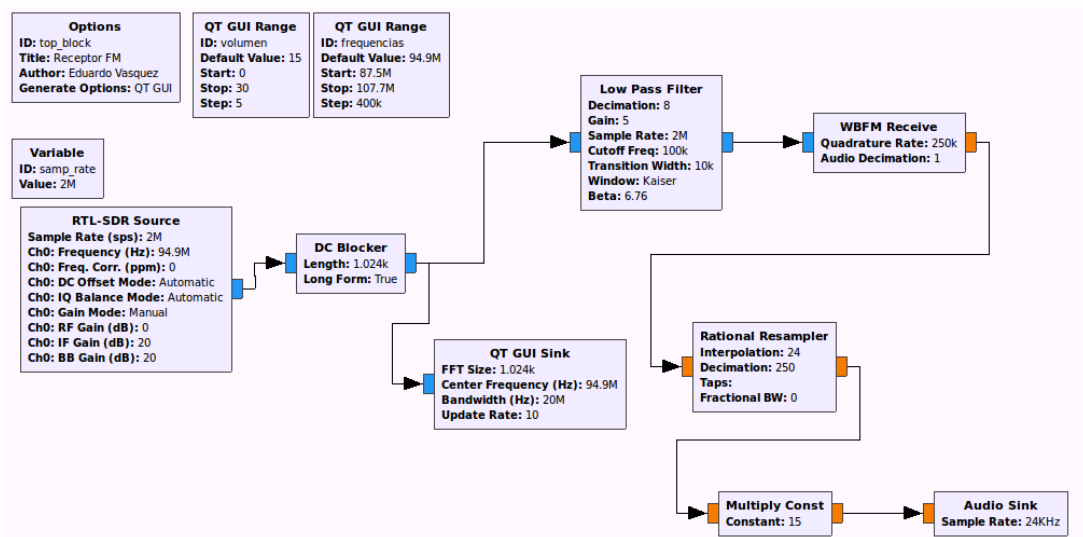 Options
ID: top_block
Title: Receptor FM
Author: Eduardo Vasquez
Generate Options: QT GUI
QT GUI Range
ID: volumen
Default Value: 15
Start: 0
Stop: 30
Step: 5
QT GUI Range
ID: frequencias
Default Value: 94.9M
Start: 87.5M
Stop: 107.7M
Step: 400k
Variable
ID: samp_rate
Value: 2M
RTL-SDR Source
Sample Rate (sps): 2M
Ch0: Frequency (Hz): 94.9M
Ch0: Freq. Corr. (ppm): 0
Ch0: DC Offset Mode: Automatic
Ch0: IQ Balance Mode: Automatic
Ch0: Gain Mode: Manual
Ch0: RF Gain (dB): 0
Ch0: IF Gain (dB): 20
Ch0: BB Gain (dB): 20
DC Blocker
Length: 1.024k
Long Form: True
QT GUI Sink
FFT Size: 1.024k
Center Frequency (Hz): 94.9M
Bandwidth (Hz): 20M
Update Rate: 10
Low Pass Filter
Decimation: 8
Gain: 5
Sample Rate: 2M
Cutoff Freq: 100k
Transition Width: 10k
Window: Kaiser
Beta: 6.76
WBFM Receive
Quadrature Rate: 250k
Audio Decimation: 1
Rational Resampler
Interpolation: 24
Decimation: 250
Taps:
Fractional BW: 0
Multiply Const
Constant: 15
Audio Sink
Sample Rate: 24KHz